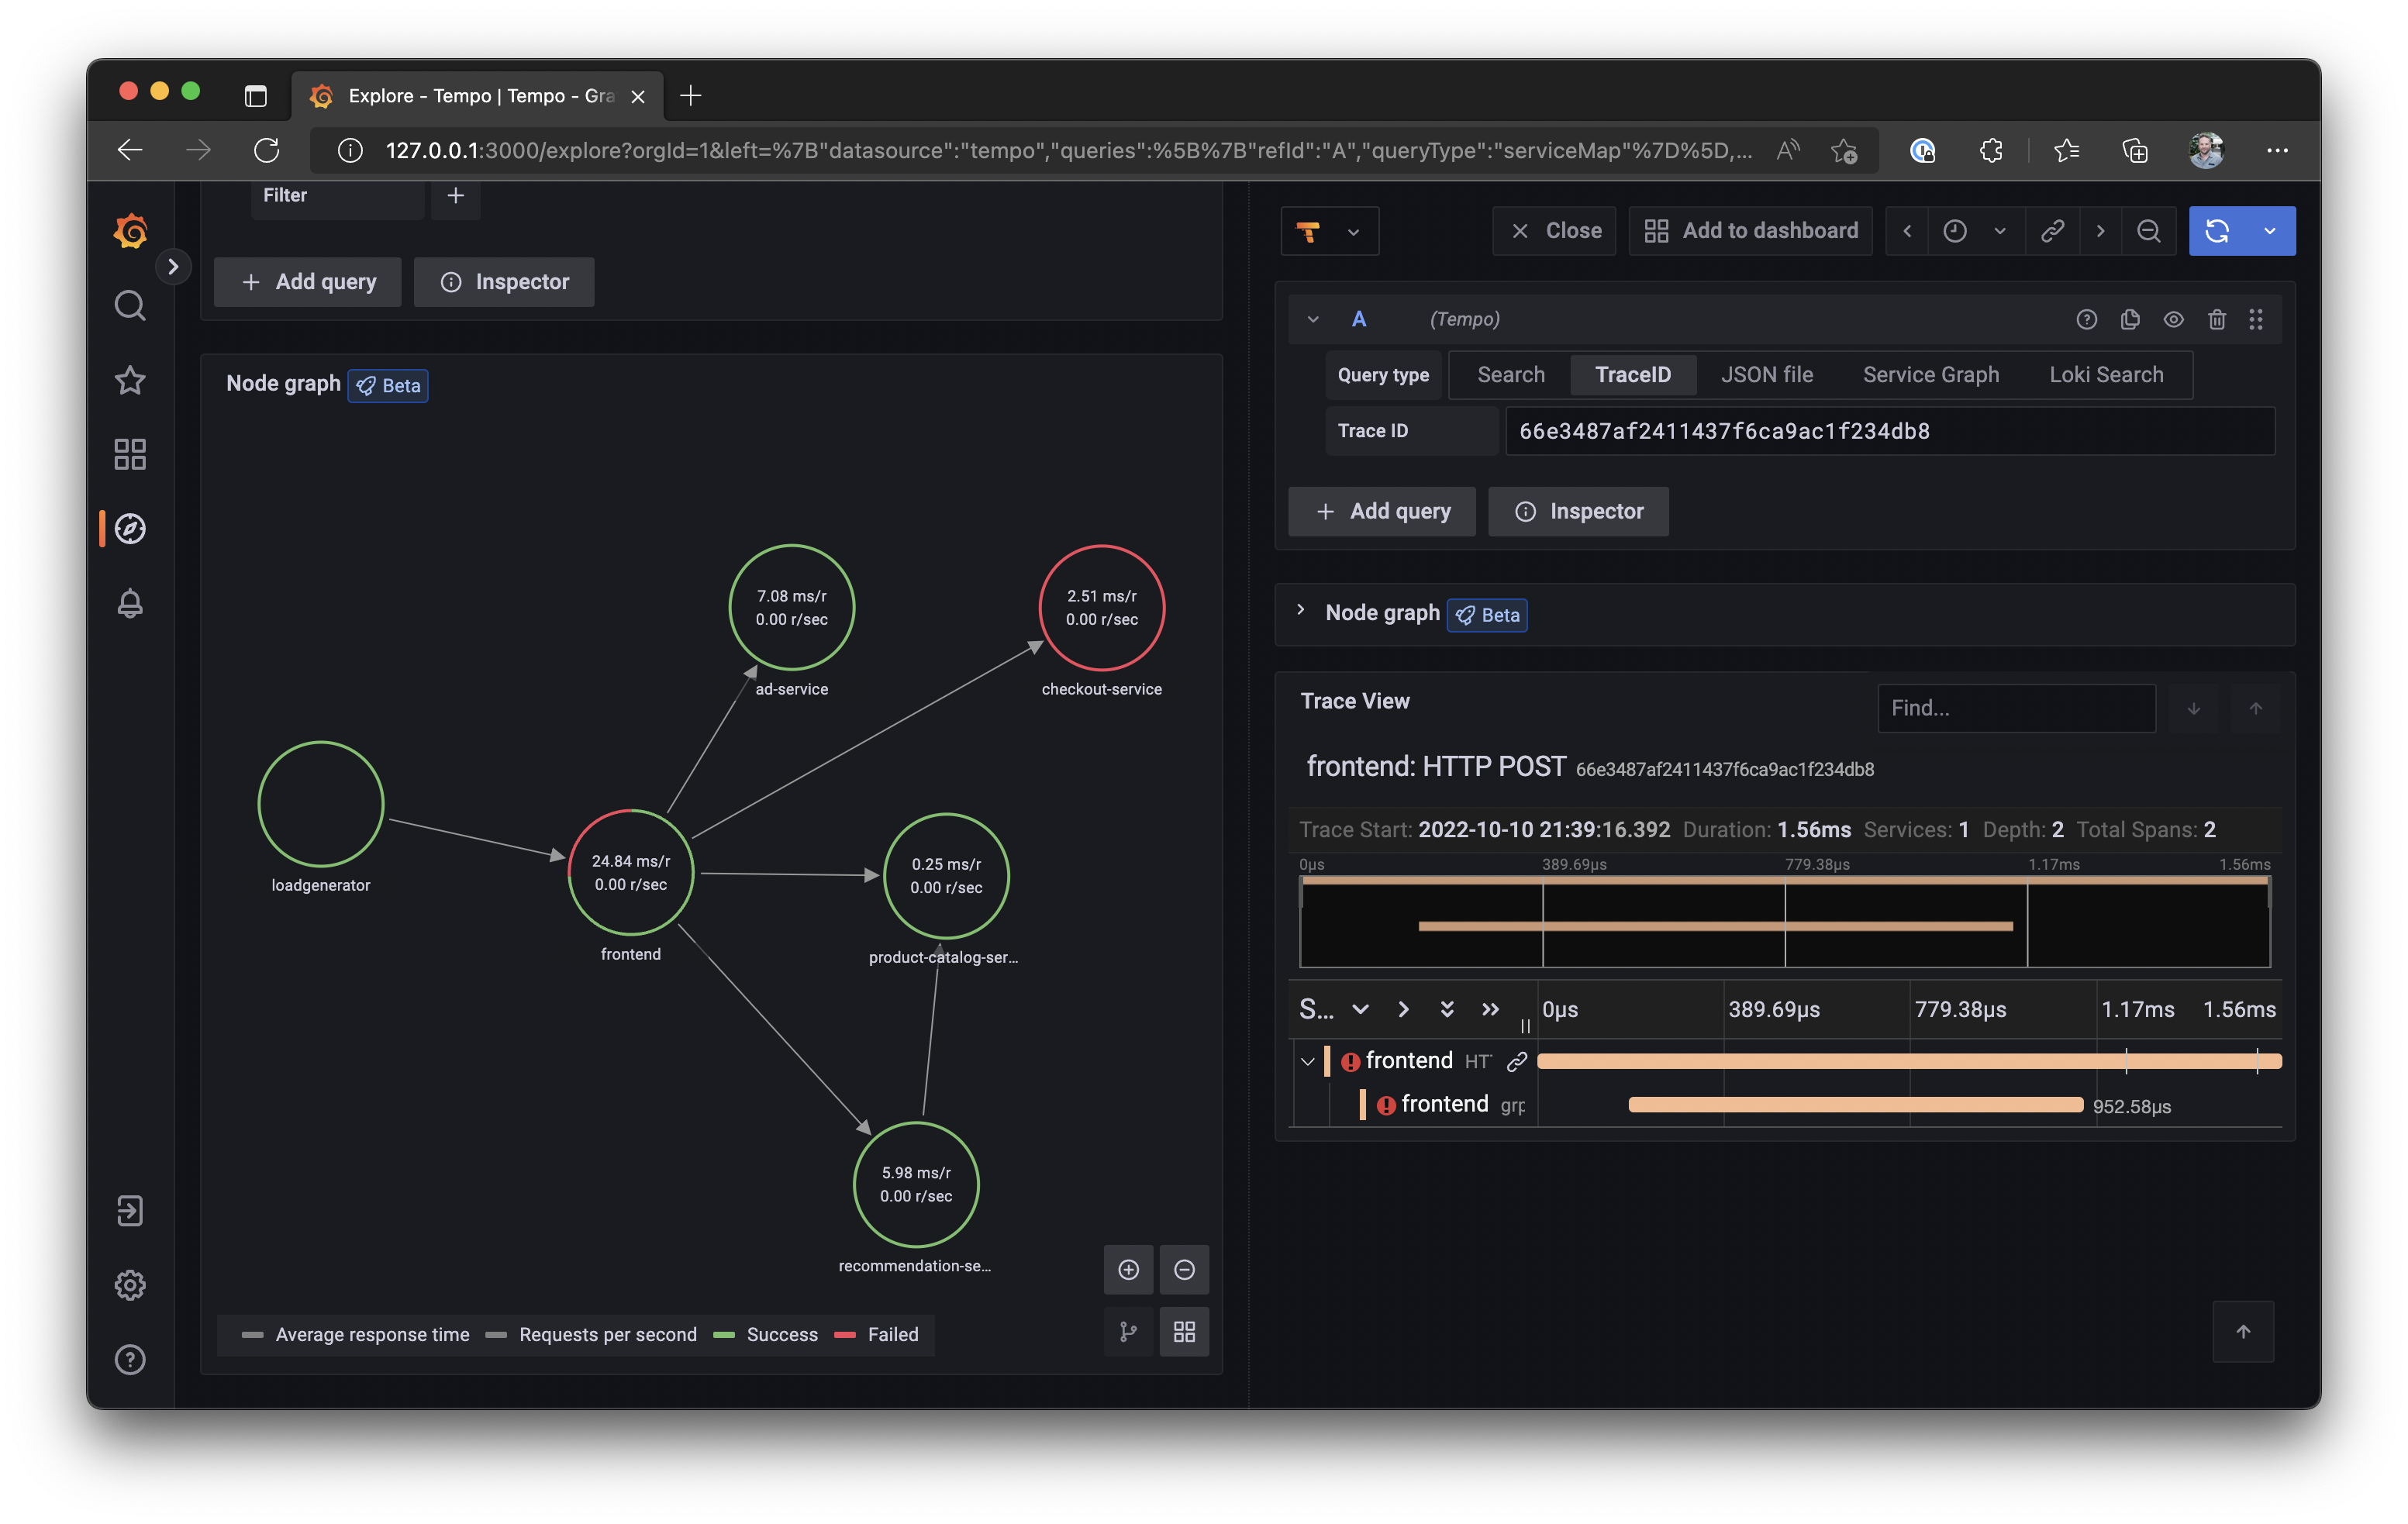 Explore - Tempo | Tempo - Gra
127.0.0.1:3000/explore?orgId=1&left=%7B"datasource":"tempo","queries":%5B%7B"refId":"A","queryType":"serviceMap"%7D%5D,...
Filter
Add query
Inspector
Node graph
Beta
7.08 ms/r
0.00 r/sec
ad-service
2.51 ms/r
0.00 r/sec
checkout-service
loadgenerator
24.84 ms/r
0.00 r/sec
frontend
0.25 ms/r
0.00 r/sec
product-catalog-ser...
5.98 ms/r
0.00 r/sec
recommendation-se...
Average response time
Requests per second
Success
Failed
Close
Add to dashboard
A
(Tempo)
Query type
Search
TraceID
JSON file
Service Graph
Loki Search
Trace ID
66e3487af2411437f6ca9ac1f234db8
Add query
Inspector
Node graph
Beta
Trace View
Find...
frontend: HTTP POST 66e3487af2411437f6ca9ac1f234db8
Trace Start: 2022-10-10 21:39:16.392 Duration: 1.56ms Services: 1 Depth: 2 Total Spans: 2
0μs 389.69μs 779.38μs 1.17ms 1.56ms
S... 0μs 389.69μs 779.38μs 1.17ms 1.56ms
frontend HT
frontend grp
952.58μs